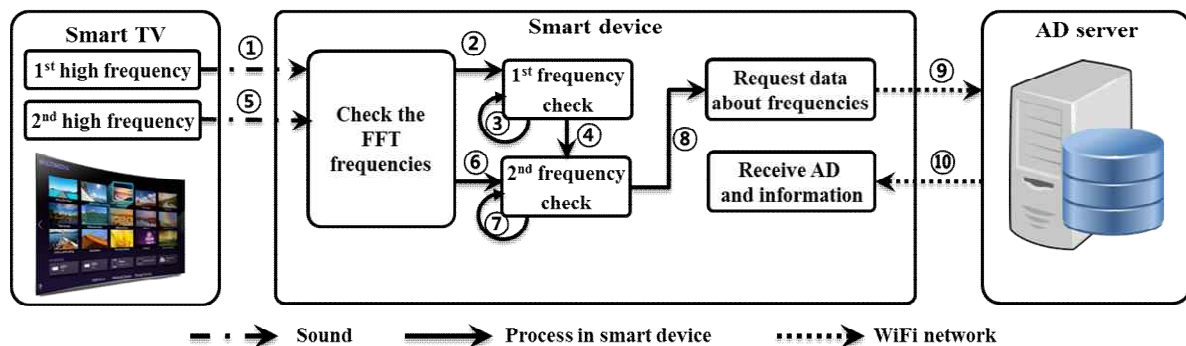 Smart TV
1st high frequency
2nd high frequency
①
⑤
Smart device
Check the
FFT
frequencies
②
1st frequency
check
③
④
⑥
2nd frequency
check
⑦
⑧
Request data
about frequencies
Receive AD
and information
⑨
⑩
AD server
Sound
Process in smart device
WiFi network